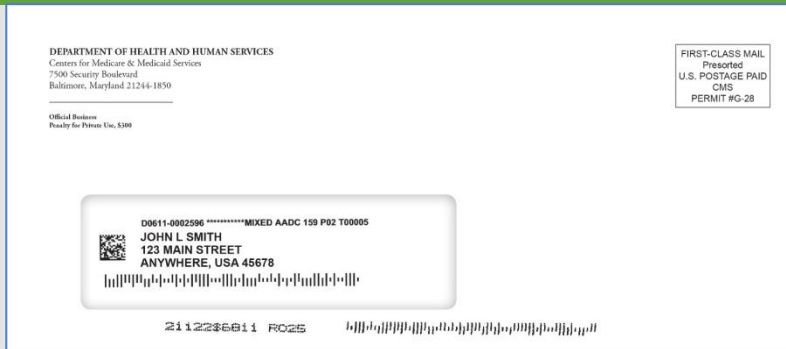 DEPARTMENT OF HEALTH AND HUMAN SERVICES
Centers for Medicare & Medicaid Services
7500 Security Boulevard
Baltimore, Maryland 21244-1850
Official Business
Penalty for Private Use, $300
FIRST-CLASS MAIL
Presorted
U.S. POSTAGE PAID
CMS
PERMIT #G-28
D0611-0002596 ***********MIXED AADC 159 P02 T00005
JOHN L SMITH
123 MAIN STREET
ANYWHERE, USA 45678
R025